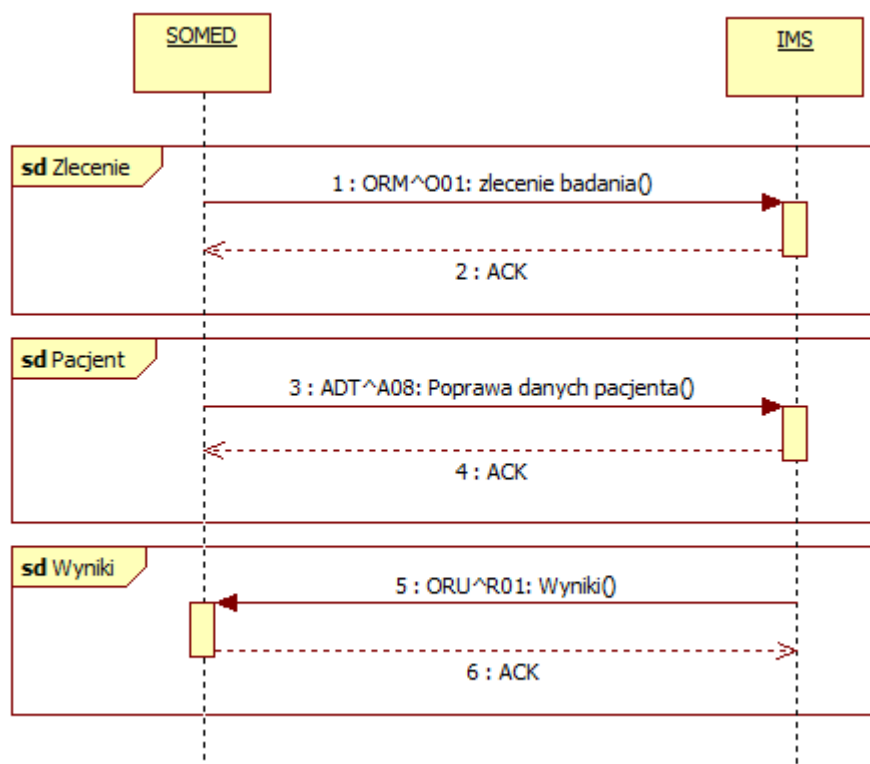 SOMED
IMS
sd Zlecenie
1 : ORM^O01: zlecenie badania()
2 : ACK
sd Pacjent
3 : ADT^A08: Poprawa danych pacjenta()
4 : ACK
sd Wyniki
5 : ORU^R01: Wyniki()
6 : ACK